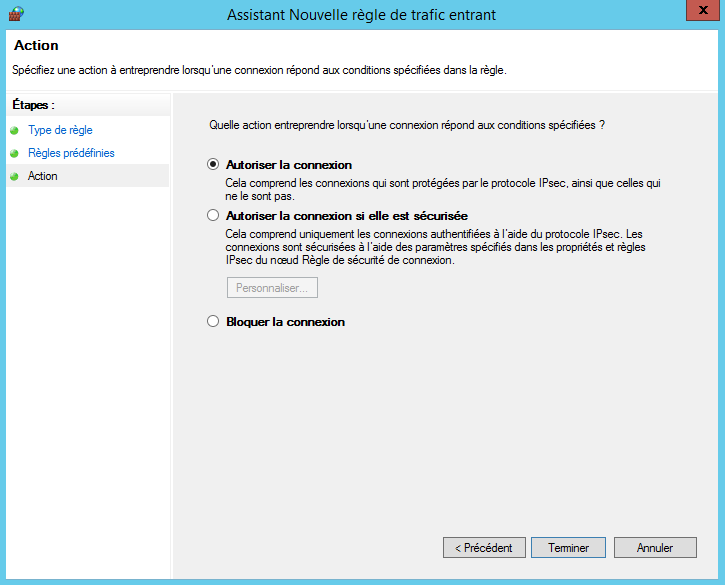 Assistant Nouvelle règle de trafic entrant
x
Action
Spécifiez une action à entreprendre lorsqu'une connexion répond aux conditions spécifiées dans la règle.
Étapes :
Type de règle
Règles prédéfinies
Action
Quelle action entreprendre lorsqu'une connexion répond aux conditions spécifiées ?
Autoriser la connexion
Cela comprend les connexions qui sont protégées par le protocole IPsec, ainsi que celles qui
ne le sont pas.
Autoriser la connexion si elle est sécurisée
Cela comprend uniquement les connexions authentifiées à l'aide du protocole IPsec. Les
connexions sont sécurisées à l'aide des paramètres spécifiés dans les propriétés et règles
IPsec du nœud Règle de sécurité de connexion.
Personnaliser...
Bloquer la connexion
< Précédent
Terminer
Annuler